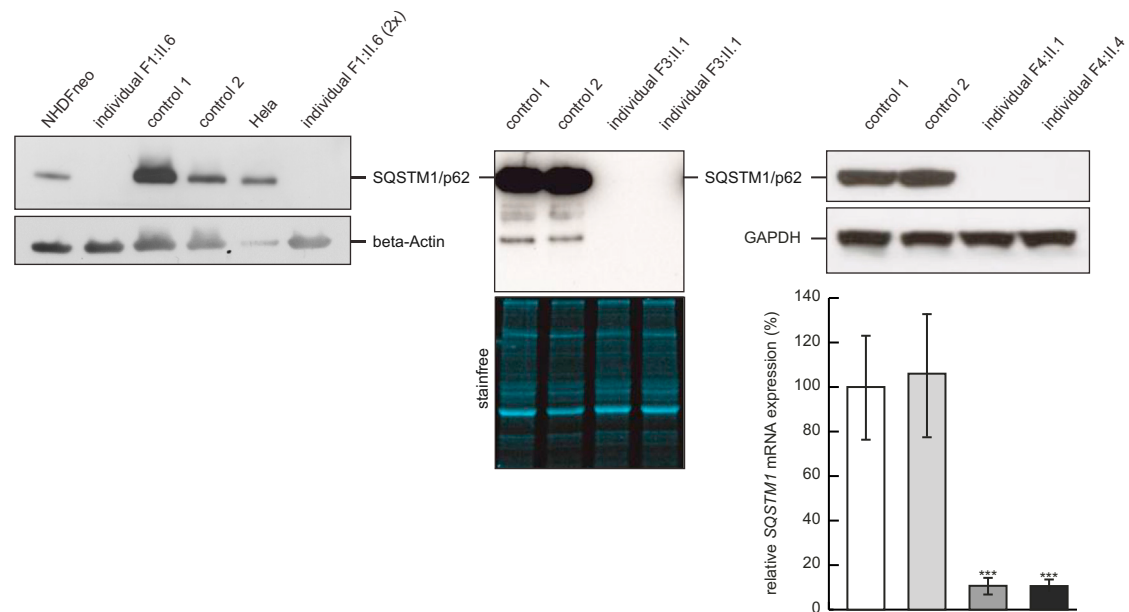 NHDFneo
individual F1:II.6
control 1
control 2
Hela
individual F1:II.6 (2x)
SQSTM1/p62
beta-Actin
control 1
control 2
individual F3:II.1
individual F3:II.1
SQSTM1/p62
stainfree
control 1
control 2
individual F4:II.1
individual F4:II.4
GAPDH
relative SQSTM1 mRNA expression (%)
140
120
100
80
60
40
20
0
***
***